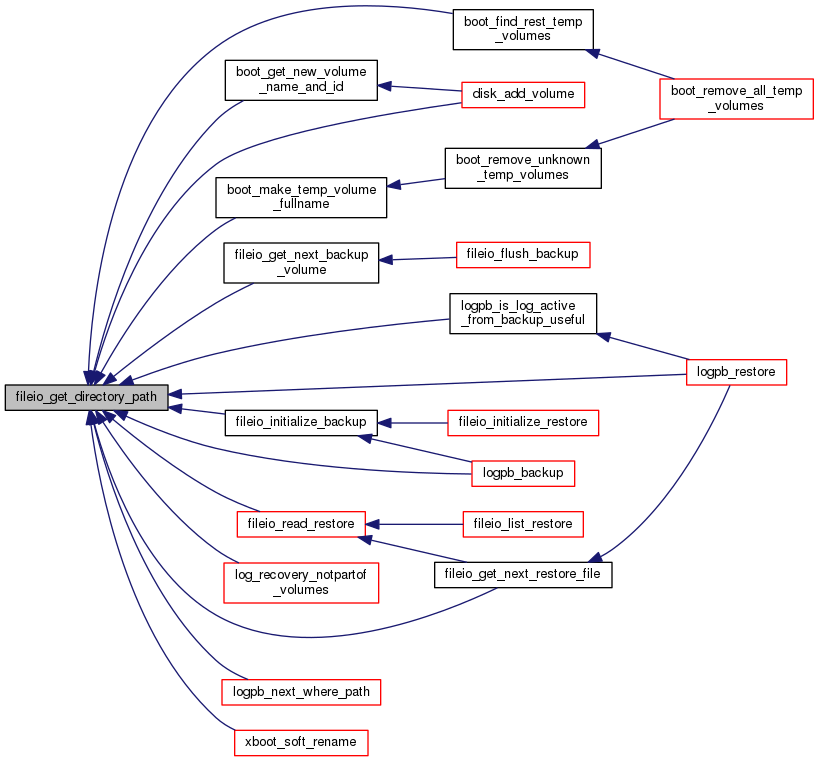 boot_find_rest_temp
_volumes
boot_get_new_volume
_name_and_id
disk_add_volume
boot_remove_all_temp
_volumes
boot_remove_unknown
_temp_volumes
boot_make_temp_volume
_fullname
fileio_get_next_backup
_volume
fileio_flush_backup
logpb_is_log_active
_from_backup_useful
logpb_restore
fileio_get_directory_path
fileio_initialize_backup
fileio_initialize_restore
logpb_backup
fileio_read_restore
fileio_list_restore
log_recovery_notpartof
_volumes
fileio_get_next_restore_file
logpb_next_where_path
xboot_soft_rename